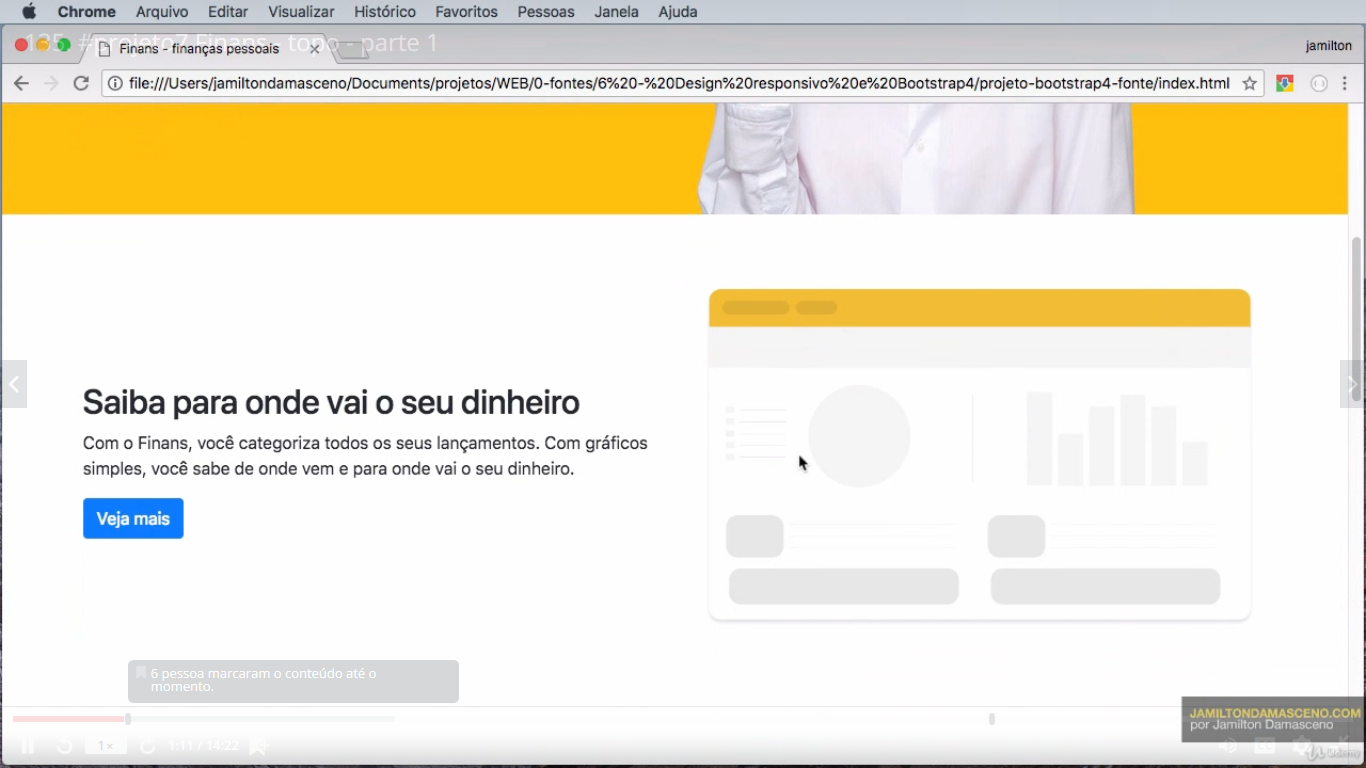 Chrome Arquivo Editar Visualizar Histórico Favoritos Pessoas Janela Ajuda
135. #projeto7 Finans - topo - parte 1
Finans - finanças pessoais
jamilton
file:///Users/jamiltondamasceno/Documents/projetos/WEB/0-fontes/6%20-%20Design%20responsivo%20e%20Bootstrap4/projeto-bootstrap4-fonte/index.html
Saiba para onde vai o seu dinheiro
Com o Finans, você categoriza todos os seus lançamentos. Com gráficos
simples, você sabe de onde vem e para onde vai o seu dinheiro.
Veja mais
6 pessoa marcaram o conteúdo até o
momento.
JAMILTONDAMASCENO.COM
por Jamilton Damasceno
1x
1:11 / 14:22
CC
Udemy